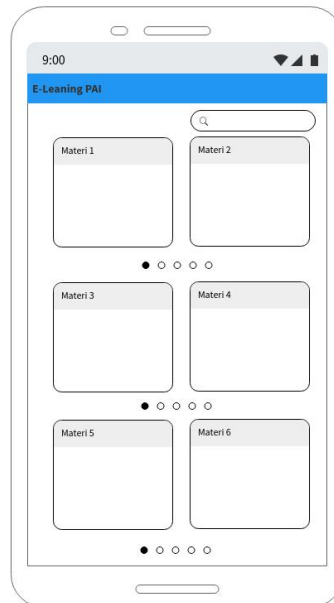 9:00
E-Leaning PAI
Materi 1
Materi 2
Materi 3
Materi 4
Materi 5
Materi 6